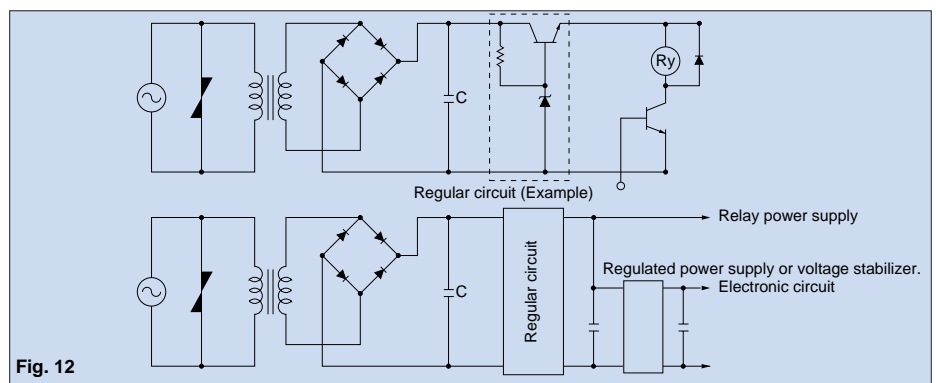 C
Ry
Regular circuit (Example)
C
Regular circuit
Relay power supply
Regulated power supply or voltage stabilizer.
Electronic circuit
Fig. 12